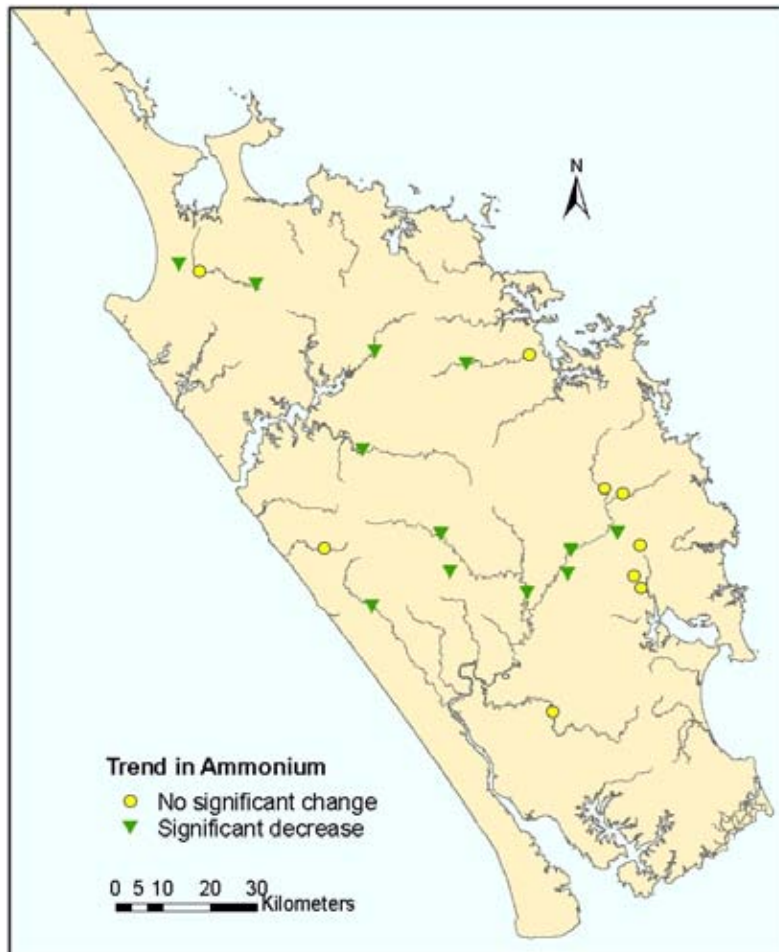 N
Trend in Ammonium
No significant change
Significant decrease
0 5 10 20 30
Kilometers